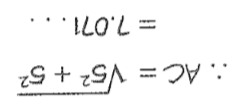 ∴ AC = √5² + 5²
= 7.071...